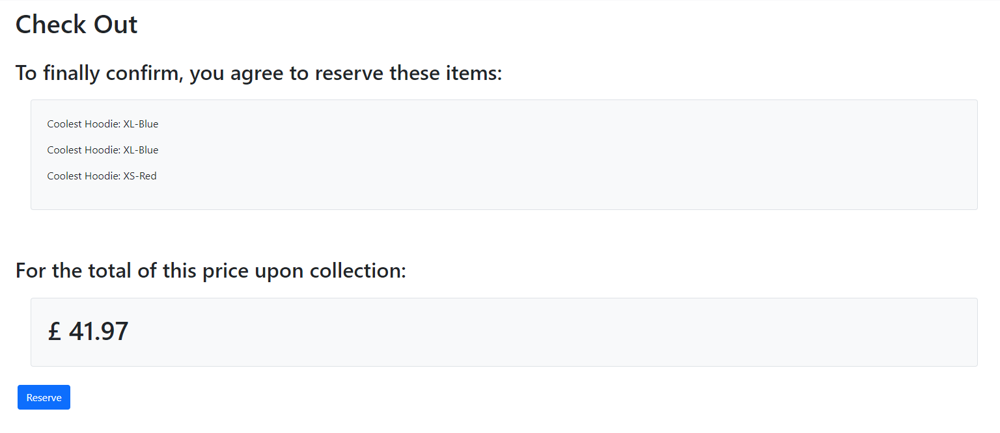 Check Out
To finally confirm, you agree to reserve these items:
Coolest Hoodie: XL-Blue
Coolest Hoodie: XL-Blue
Coolest Hoodie: XS-Red
For the total of this price upon collection:
£ 41.97
Reserve